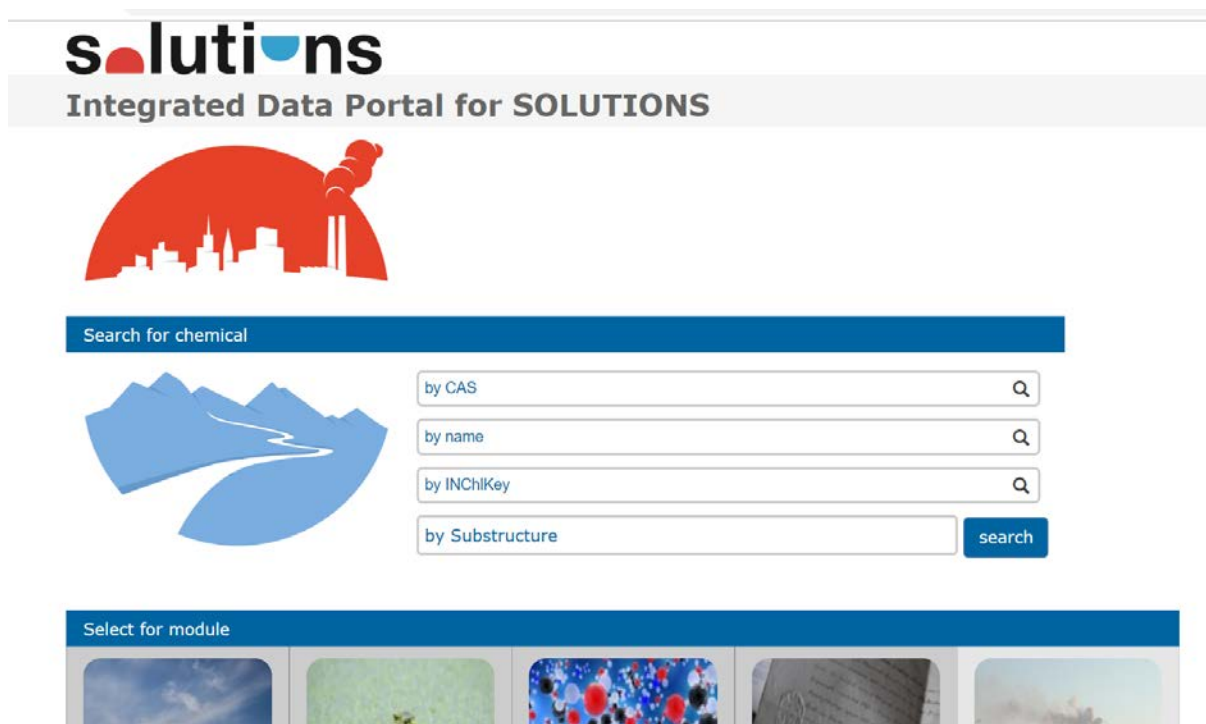 solutions
Integrated Data Portal for SOLUTIONS
Search for chemical
by CAS
by name
by INChIKey
by Substructure
search
Select for module